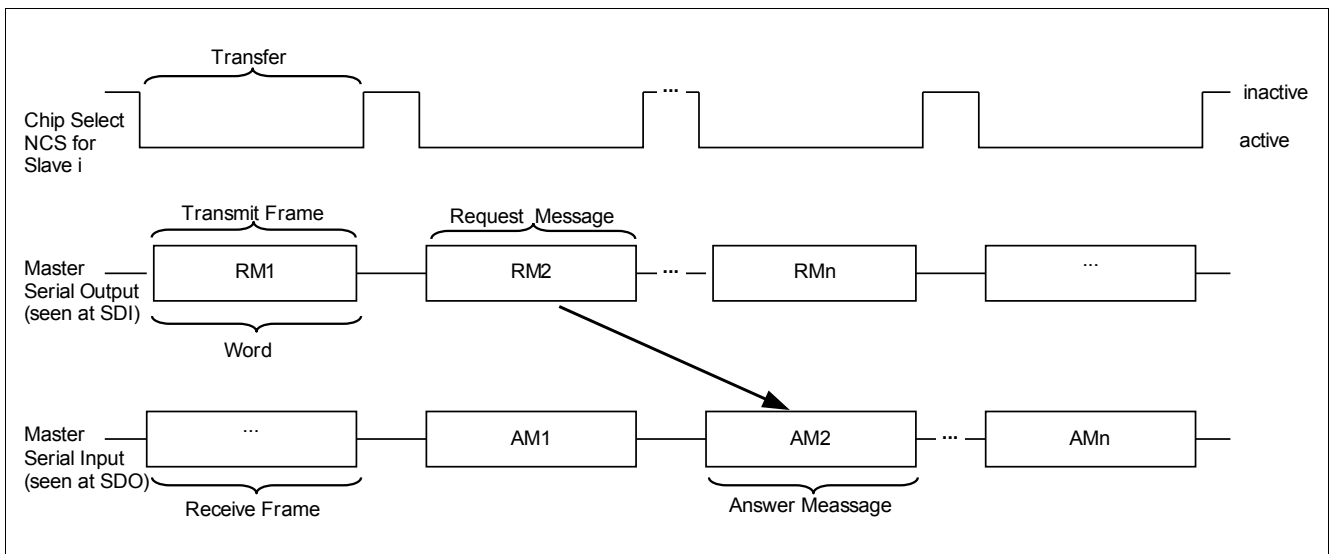 Transfer
...
inactive
Chip Select
NCS for
Slave i
active
Transmit Frame
Request Message
Master
Serial Output
(seen at SDI)
RM1
RM2
...
RMn
...
Word
Master
Serial Input
(seen at SDO)
...
AM1
AM2
...
AMn
Receive Frame
Answer Meassage